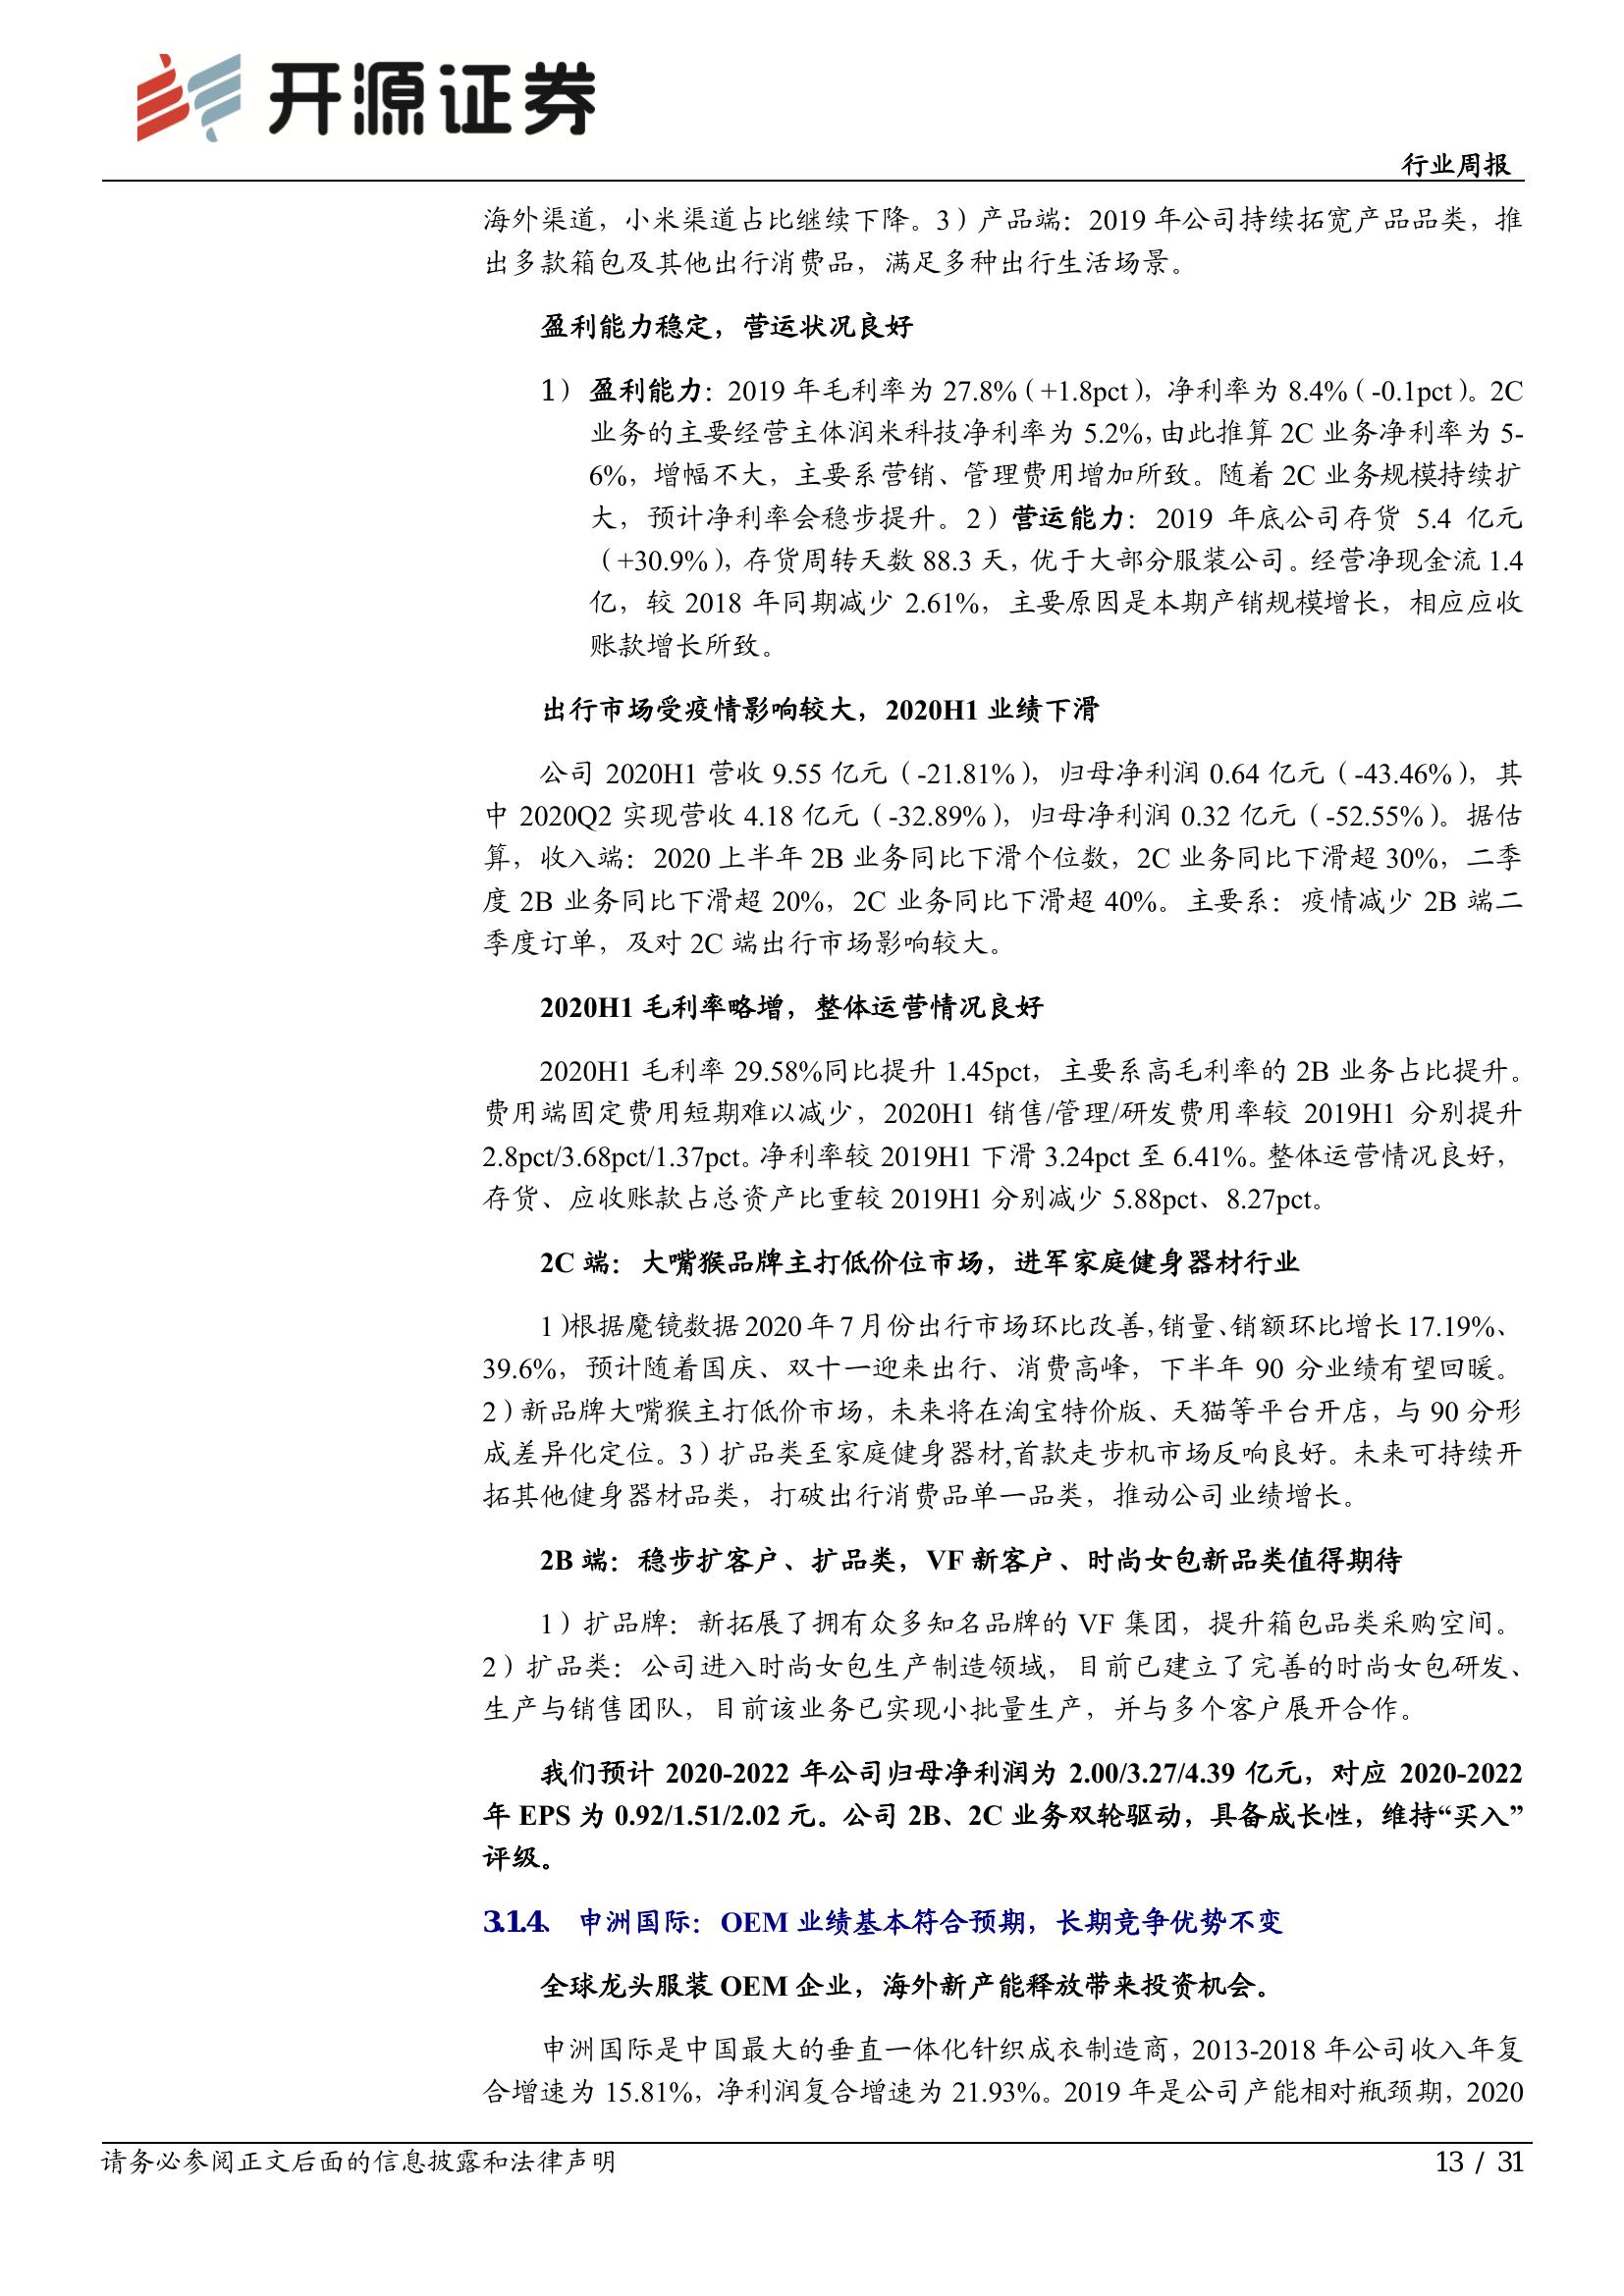 开源证券
行业周报
海外渠道，小米渠道占比继续下降。3）产品端：2019 年公司持续拓宽产品品类，推
出多款箱包及其他出行消费品，满足多种出行生活场景。
盈利能力稳定，营运状况良好
1） 盈利能力：2019 年毛利率为 27.8%（+1.8pct），净利率为 8.4%（-0.1pct）。2C
业务的主要经营主体润米科技净利率为 5.2%，由此推算 2C 业务净利率为 5-
6%，增幅不大，主要系营销、管理费用增加所致。随着 2C 业务规模持续扩
大，预计净利率会稳步提升。2）营运能力：2019 年底公司存货 5.4 亿元
（+30.9%），存货周转天数 88.3 天，优于大部分服装公司。经营净现金流 1.4
亿，较 2018 年同期减少 2.61%，主要原因是本期产销规模增长，相应应收
账款增长所致。
出行市场受疫情影响较大，2020H1 业绩下滑
公司 2020H1 营收 9.55 亿元（-21.81%），归母净利润 0.64 亿元（-43.46%），其
中 2020Q2 实现营收 4.18 亿元（-32.89%），归母净利润 0.32 亿元（-52.55%）。据估
算，收入端：2020 上半年 2B 业务同比下滑个位数，2C 业务同比下滑超 30%，二季
度 2B 业务同比下滑超 20%，2C 业务同比下滑超 40%。主要系：疫情减少 2B 端二
季度订单，及对 2C 端出行市场影响较大。
2020H1 毛利率略增，整体运营情况良好
2020H1 毛利率 29.58%同比提升 1.45pct，主要系高毛利率的 2B 业务占比提升。
费用端固定费用短期难以减少，2020H1 销售/管理/研发费用率较 2019H1 分别提升
2.8pct/3.68pct/1.37pct。净利率较 2019H1 下滑 3.24pct 至 6.41%。整体运营情况良好，
存货、应收账款占总资产比重较 2019H1 分别减少 5.88pct、8.27pct。
2C 端：大嘴猴品牌主打低价位市场，进军家庭健身器材行业
1）根据魔镜数据 2020 年 7 月份出行市场环比改善，销量、销额环比增长 17.19%、
39.6%，预计随着国庆、双十一迎来出行、消费高峰，下半年 90 分业绩有望回暖。
2）新品牌大嘴猴主打低价市场，未来将在淘宝特价版、天猫等平台开店，与 90 分形
成差异化定位。3）扩品类至家庭健身器材,首款走步机市场反响良好。未来可持续开
拓其他健身器材品类，打破出行消费品单一品类，推动公司业绩增长。
2B 端：稳步扩客户、扩品类，VF 新客户、时尚女包新品类值得期待
1）扩品牌：新拓展了拥有众多知名品牌的 VF 集团，提升箱包品类采购空间。
2）扩品类：公司进入时尚女包生产制造领域，目前已建立了完善的时尚女包研发、
生产与销售团队，目前该业务已实现小批量生产，并与多个客户展开合作。
我们预计 2020-2022 年公司归母净利润为 2.00/3.27/4.39 亿元，对应 2020-2022
年 EPS 为 0.92/1.51/2.02 元。公司 2B、2C 业务双轮驱动，具备成长性，维持“买入”
评级。
3.1.4、 申洲国际：OEM 业绩基本符合预期，长期竞争优势不变
全球龙头服装 OEM 企业，海外新产能释放带来投资机会。
申洲国际是中国最大的垂直一体化针织成衣制造商，2013-2018 年公司收入年复
合增速为 15.81%，净利润复合增速为 21.93%。2019 年是公司产能相对瓶颈期，2020
请务必参阅正文后面的信息披露和法律声明
13 / 31